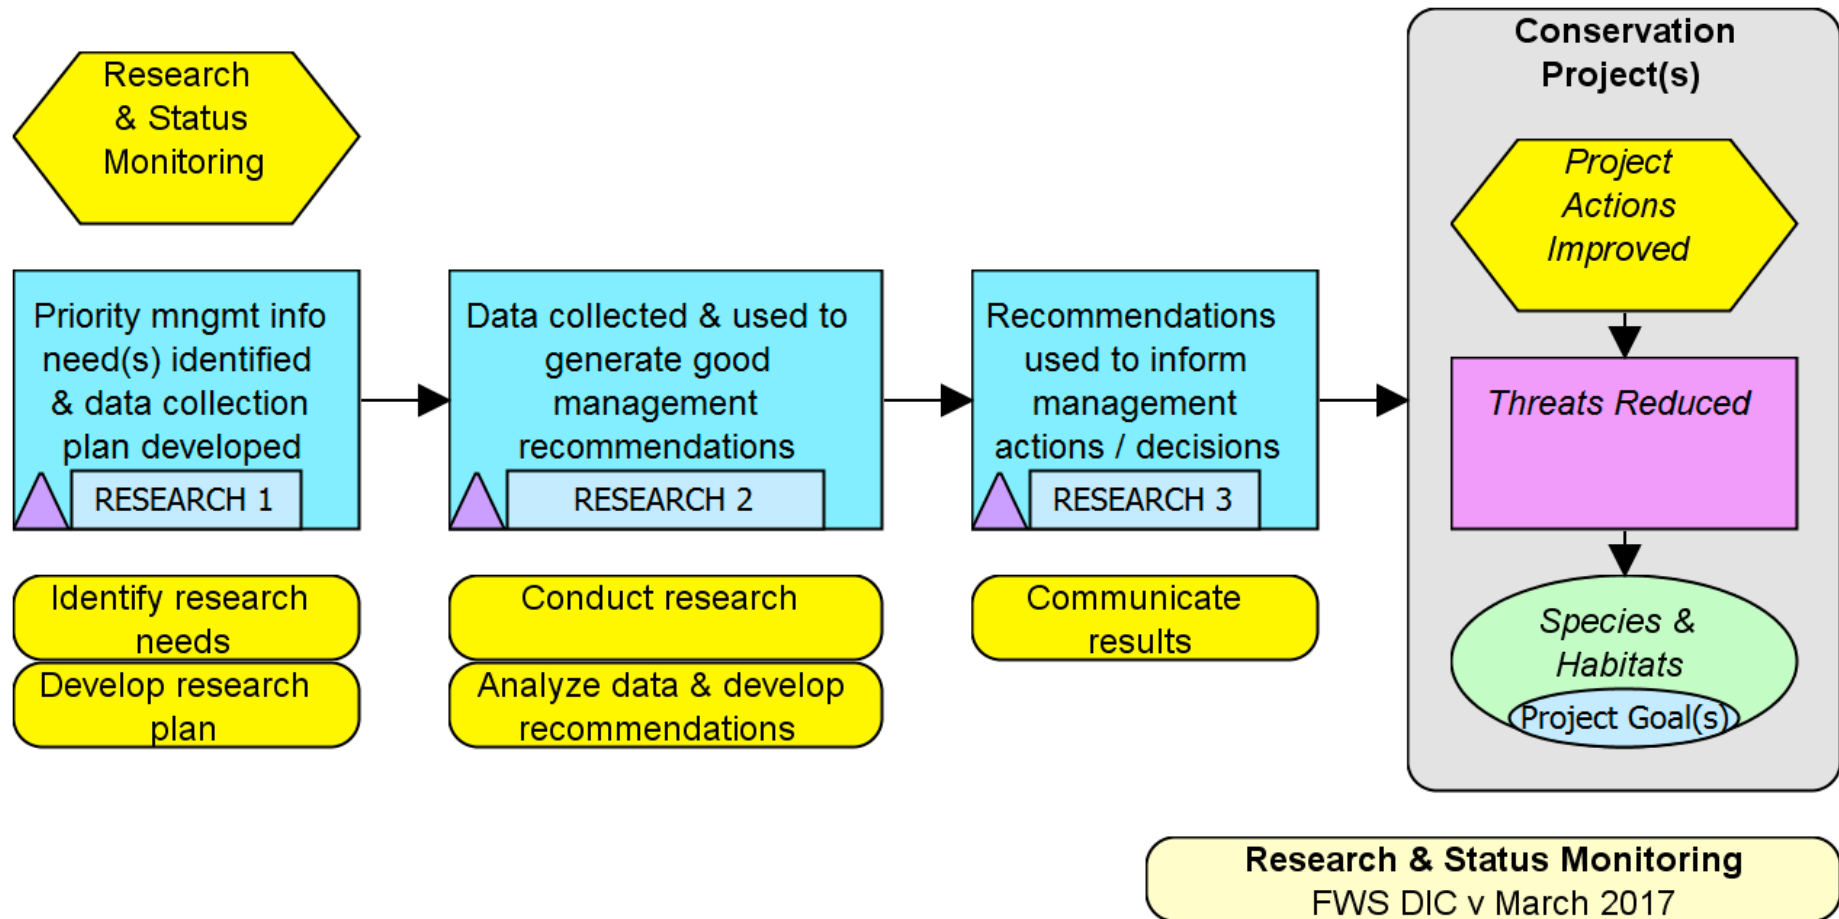 Research
& Status
Monitoring
Priority mngmt info
need(s) identified
& data collection
plan developed
RESEARCH 1
Identify research
needs
Develop research
plan
Data collected & used to
generate good
management
recommendations
RESEARCH 2
Conduct research
Analyze data & develop
recommendations
Recommendations
used to inform
management
actions / decisions
RESEARCH 3
Communicate
results
Conservation
Project(s)
Project
Actions
Improved
Threats Reduced
Species &
Habitats
Project Goal(s)
Research & Status Monitoring
FWS DIC v March 2017